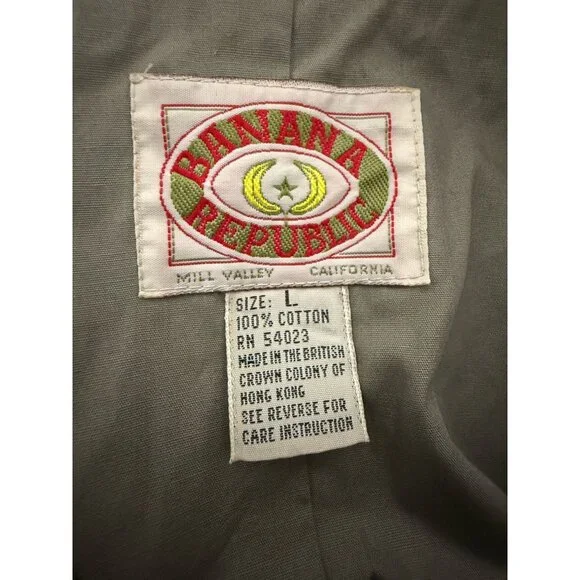 BANANA
REPUBLIC
MILL VALLEY CALIFORNIA
SIZE: L
100% COTTON
RN 54023
MADE IN THE BRITISH
CROWN COLONY OF
HONG KONG
SEE REVERSE FOR
CARE INSTRUCTION